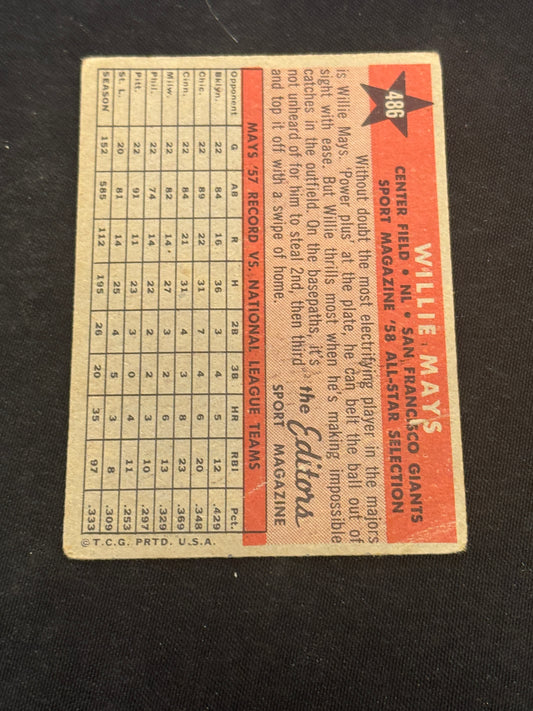 486
WILLIE MAYS
CENTER FIELD • NL • SAN FRANCISCO GIANTS
SPORT MAGAZINE '58 ALL-STAR SELECTION
Without doubt the most electrifying player in the majors
is Willie Mays. 'Power plus' at the plate, he can belt the ball out of
sight with ease. But Willie thrills most when he's making impossible
catches in the outfield. On the basepaths, it's
not unheard of for him to steal 2nd, then third
and top it off with a swipe of home.
the Editors
SPORT MAGAZINE
MAYS '57 RECORD VS. NATIONAL LEAGUE TEAMS
Opponent G AB R H 2B 3B HR RBI Pct.
Bklyn. 22 84 16 36 3 4 5 12 .429
Chic. 22 89 22 31 7 4 6 20 .348
Cinn. 22 84 21 31 4 2 8 23 .369
Milw. 22 82 14 27 3 3 4 13 .329
Phil. 22 74 14 22 2 2 3 10 .297
Pitt. 22 91 11 23 3 0 4 11 .253
St. L. 20 81 14 25 4 5 3 8 .309
SEASON 152 585 112 195 26 20 35 97 .333
© T.C.G. PRTD. U.S.A.